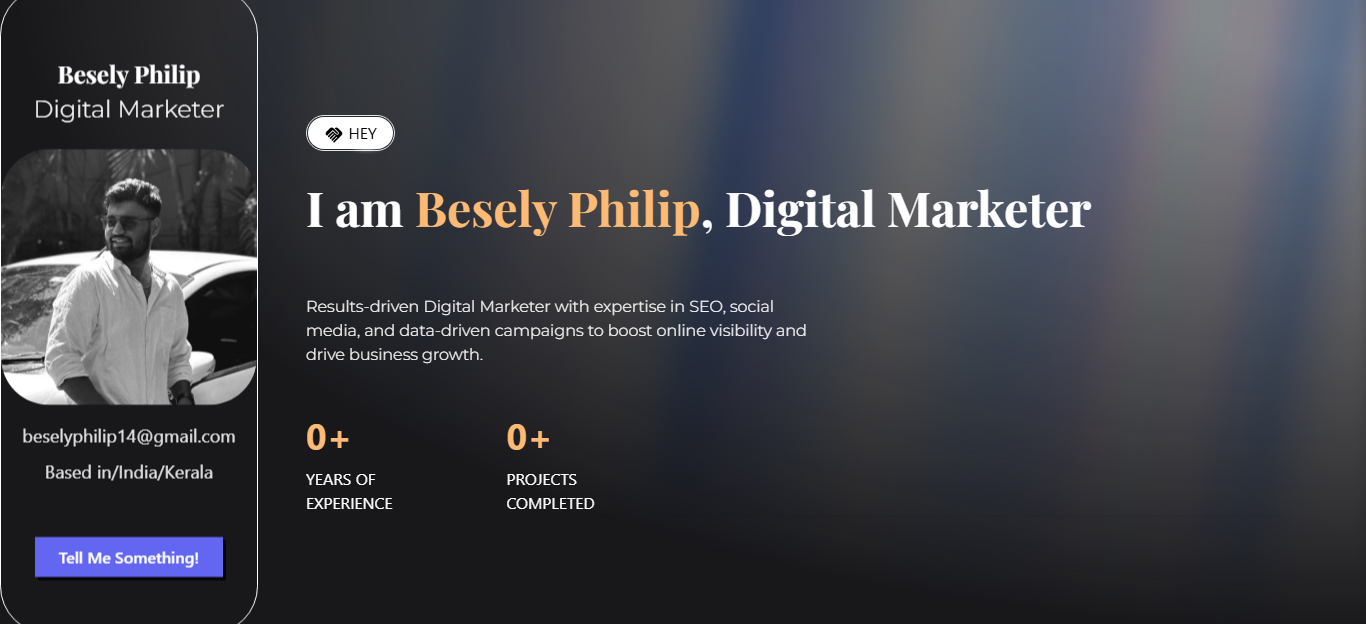 Besely Philip
Digital Marketer
beselyphilip14@gmail.com
Based in/India/Kerala
Tell Me Something!
HEY
I am Besely Philip, Digital Marketer
Results-driven Digital Marketer with expertise in SEO, social
media, and data-driven campaigns to boost online visibility and
drive business growth.
0+
YEARS OF
EXPERIENCE
0+
PROJECTS
COMPLETED